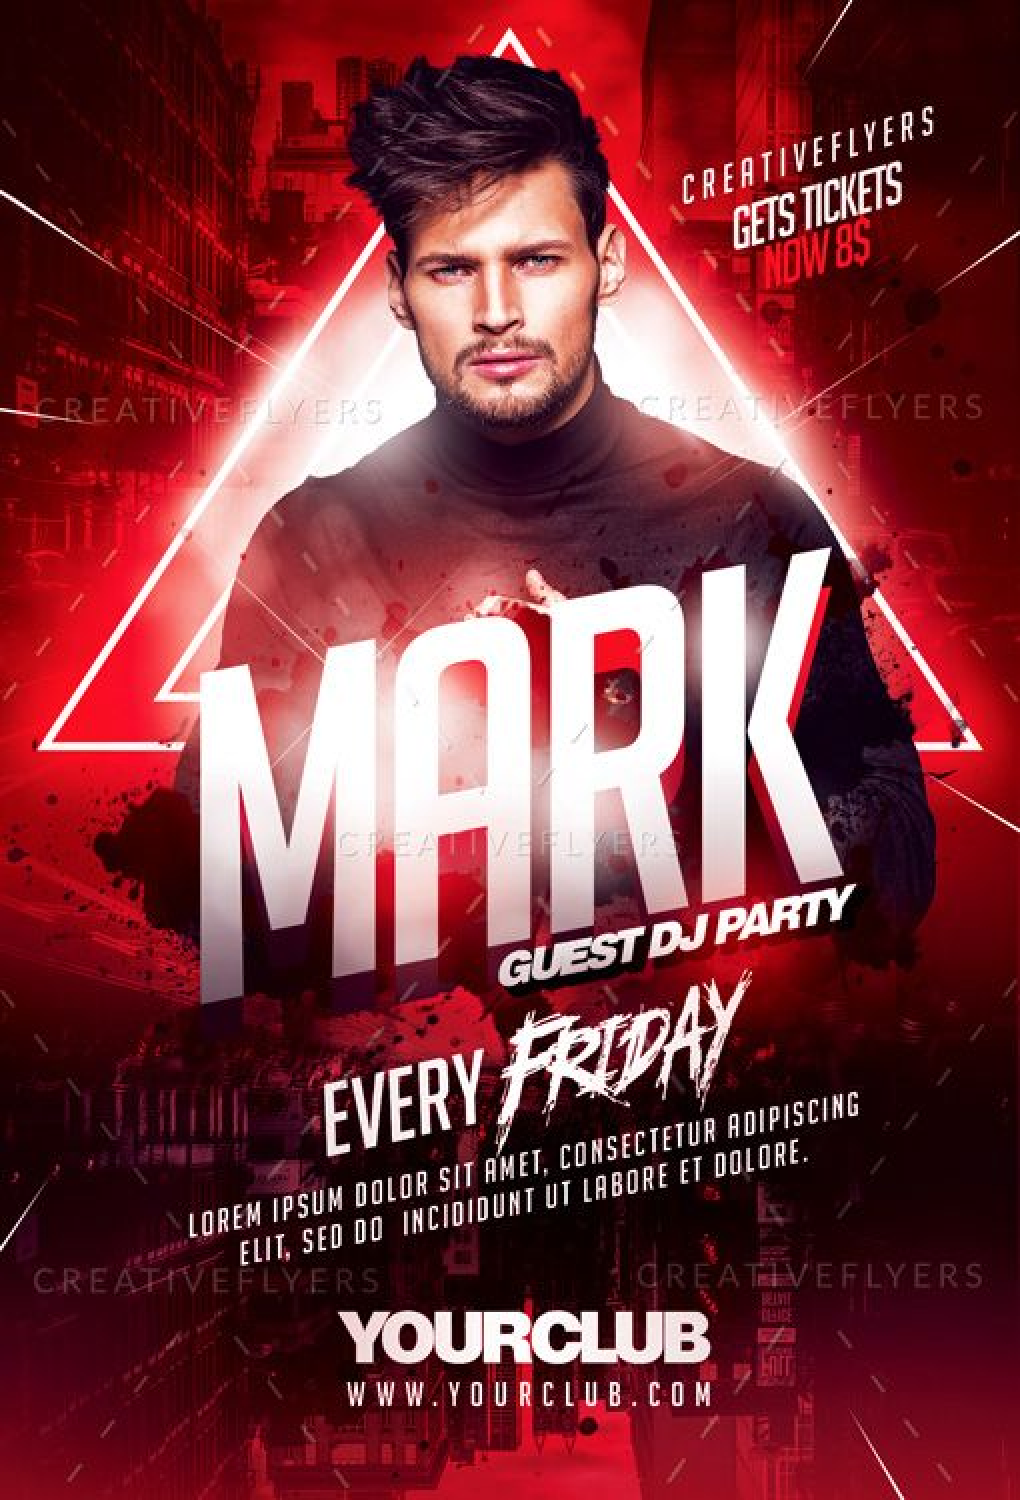 CREATIVEFLYERS
GETS TICKETS
NOW 8$
CREATIVEFLYERS
CREATIVEFLYERS
MARK
CREATIVEFLYERS
GUEST DJ PARTY
EVERY FRIDAY
LOREM IPSUM DOLOR SIT AMET, CONSECTETUR ADIPISCING
ELIT, SED DO INCIDIDUNT UT LABORE ET DOLORE.
CREATIVEFLYERS
CREATIVEFLYERS
YOURCLUB
WWW.YOURCLUB.COM